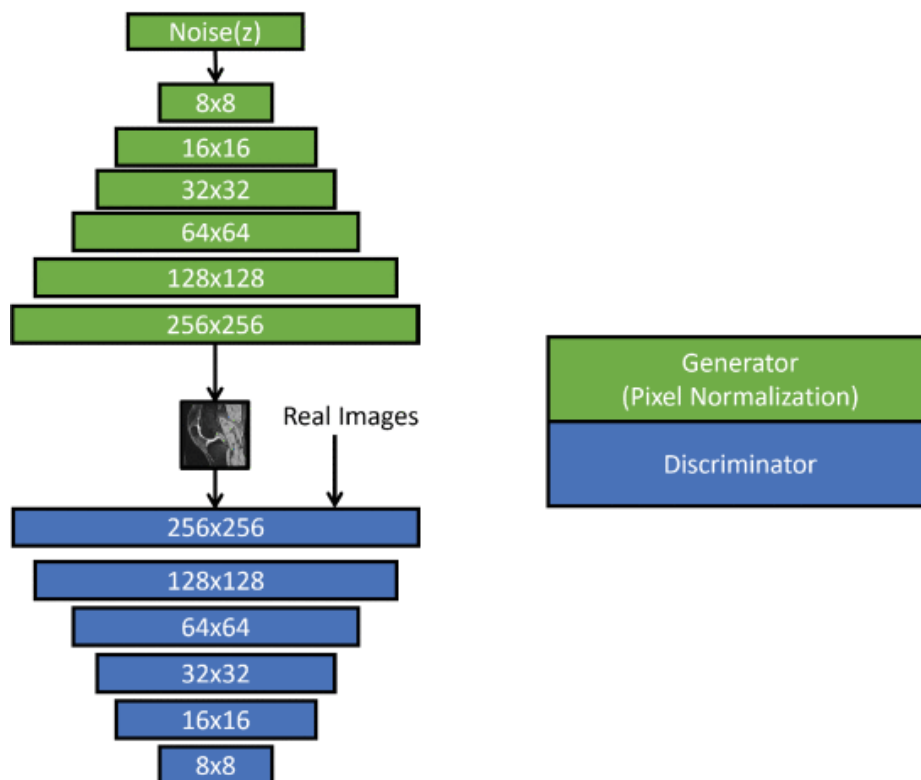 Noise(z)
8x8
16x16
32x32
64x64
128x128
256x256
Real Images
256x256
128x128
64x64
32x32
16x16
8x8
Generator
(Pixel Normalization)
Discriminator